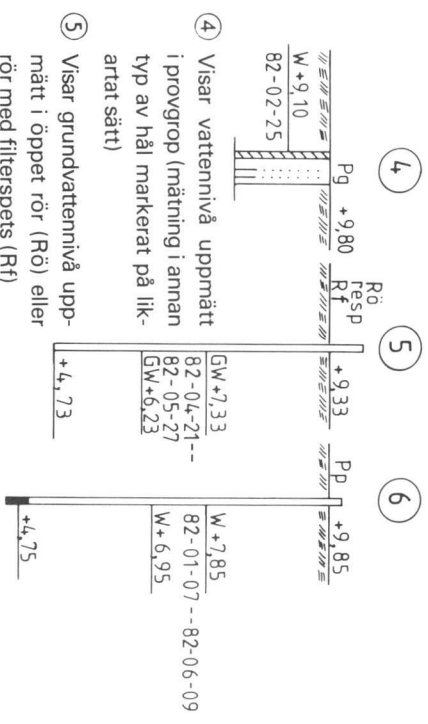 4
5
6
Pg
+9,80
W +9,10
82-02-25
Rö
resp
Rf
+9,33
GW+7,33
82-04-21--
82-05-27
GW+6,23
+4,73
Pp
+9,85
W +7,85
82-01-07--82-06-09
W+6,95
+4,75
4 Visar vattennivå uppmätt
i provgrop (mätning i annan
typ av hål markerat på lik-
artat sätt)
5 Visar grundvattennivå upp-
mätt i öppet rör (Rö) eller
rör med filterspets (Rf)